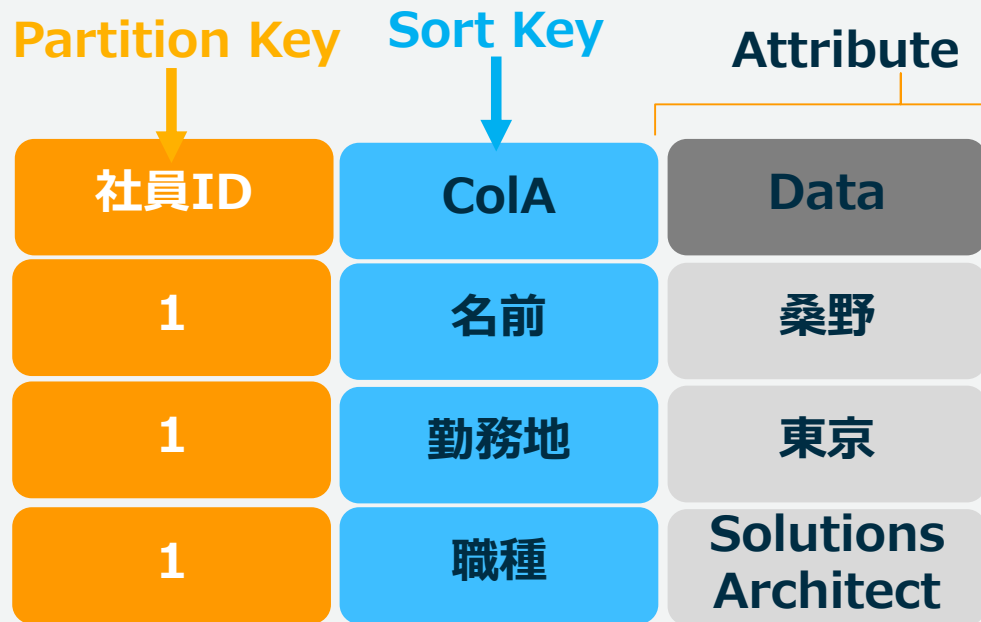 Partition Key
Sort Key
Attribute
社員ID
ColA
Data
1
名前
桑野
1
勤務地
東京
1
職種
Solutions
Architect